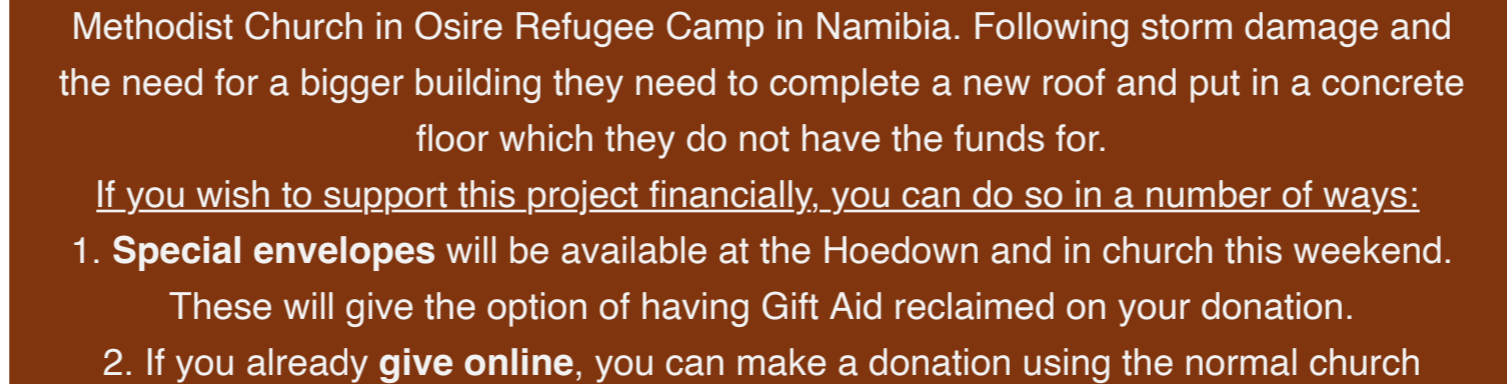 Methodist Church in Osire Refugee Camp in Namibia. Following storm damage and
the need for a bigger building they need to complete a new roof and put in a concrete
floor which they do not have the funds for.
If you wish to support this project financially, you can do so in a number of ways:
1. Special envelopes will be available at the Hoedown and in church this weekend.
These will give the option of having Gift Aid reclaimed on your donation.
2. If you already give online, you can make a donation using the normal church